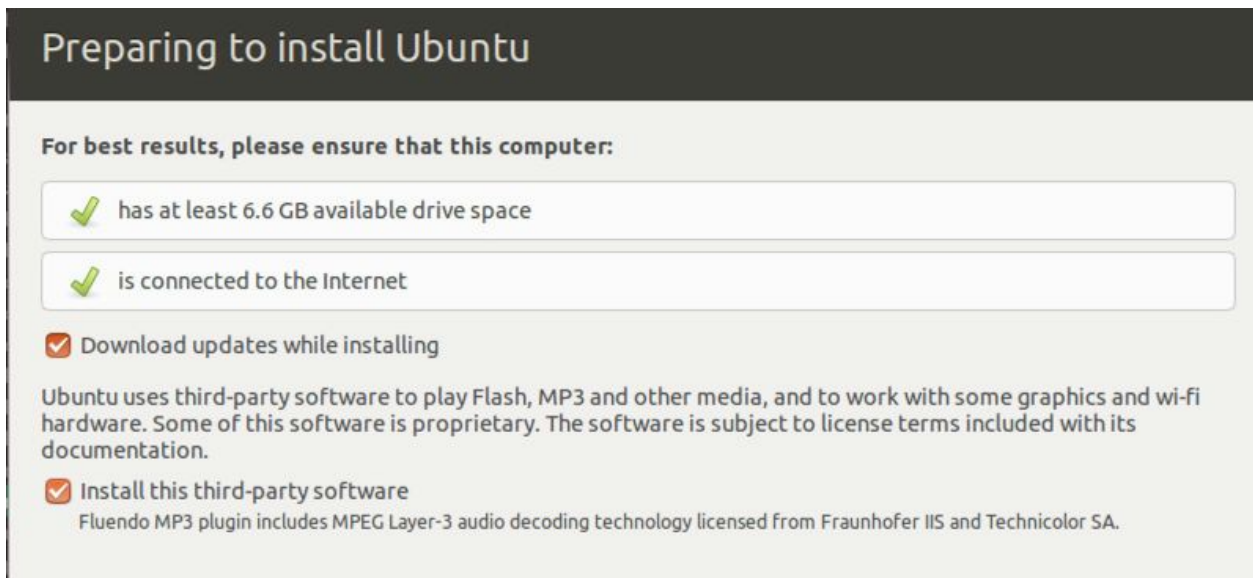 Preparing to install Ubuntu
For best results, please ensure that this computer:
has at least 6.6 GB available drive space
is connected to the Internet
Download updates while installing
Ubuntu uses third-party software to play Flash, MP3 and other media, and to work with some graphics and wi-fi
hardware. Some of this software is proprietary. The software is subject to license terms included with its
documentation.
Install this third-party software
Fluendo MP3 plugin includes MPEG Layer-3 audio decoding technology licensed from Fraunhofer IIS and Technicolor SA.